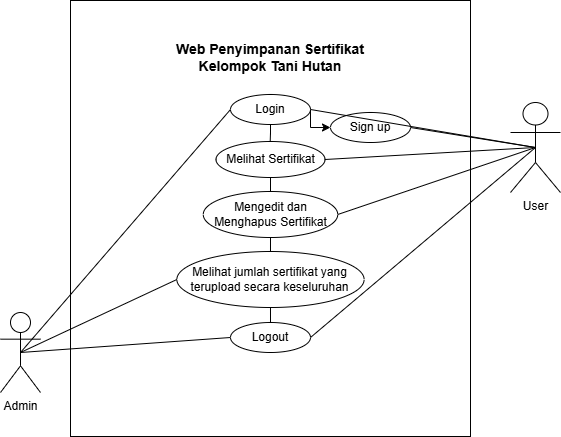 Web Penyimpanan Sertifikat
Kelompok Tani Hutan
Login
Sign up
Melihat Sertifikat
Mengedit dan
Menghapus Sertifikat
User
Melihat jumlah sertifikat yang
terupload secara keseluruhan
Logout
Admin